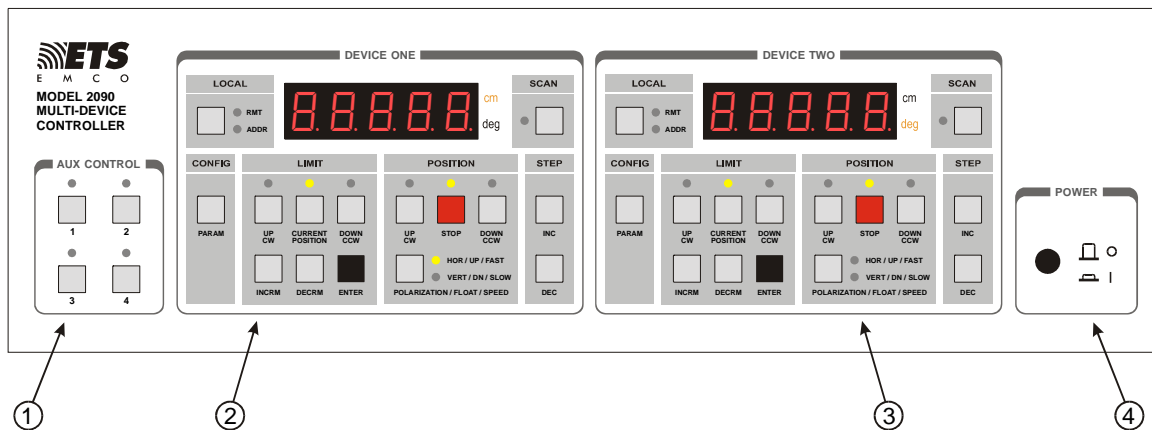 ETS
EMCO
MODEL 2090
MULTI-DEVICE
CONTROLLER
AUX CONTROL
1
2
3
4
DEVICE ONE
LOCAL
RMT
ADDR
88888
cm
deg
SCAN
CONFIG
PARAM
LIMIT
UP
CW
CURRENT
POSITION
DOWN
CCW
INCRM
DECRM
ENTER
POSITION
UP
CW
STOP
DOWN
CCW
HOR / UP / FAST
VERT / DN / SLOW
POLARIZATION / FLOAT / SPEED
STEP
INC
DEC
DEVICE TWO
LOCAL
RMT
ADDR
8.8.8.8.8.
cm
deg
SCAN
CONFIG
PARAM
LIMIT
UP
CW
CURRENT
POSITION
DOWN
CCW
INCRM
DECRM
ENTER
POSITION
UP
CW
STOP
DOWN
CCW
HOR / UP / FAST
VERT / DN / SLOW
POLARIZATION / FLOAT / SPEED
STEP
INC
DEC
POWER
O
I
1
2
3
4